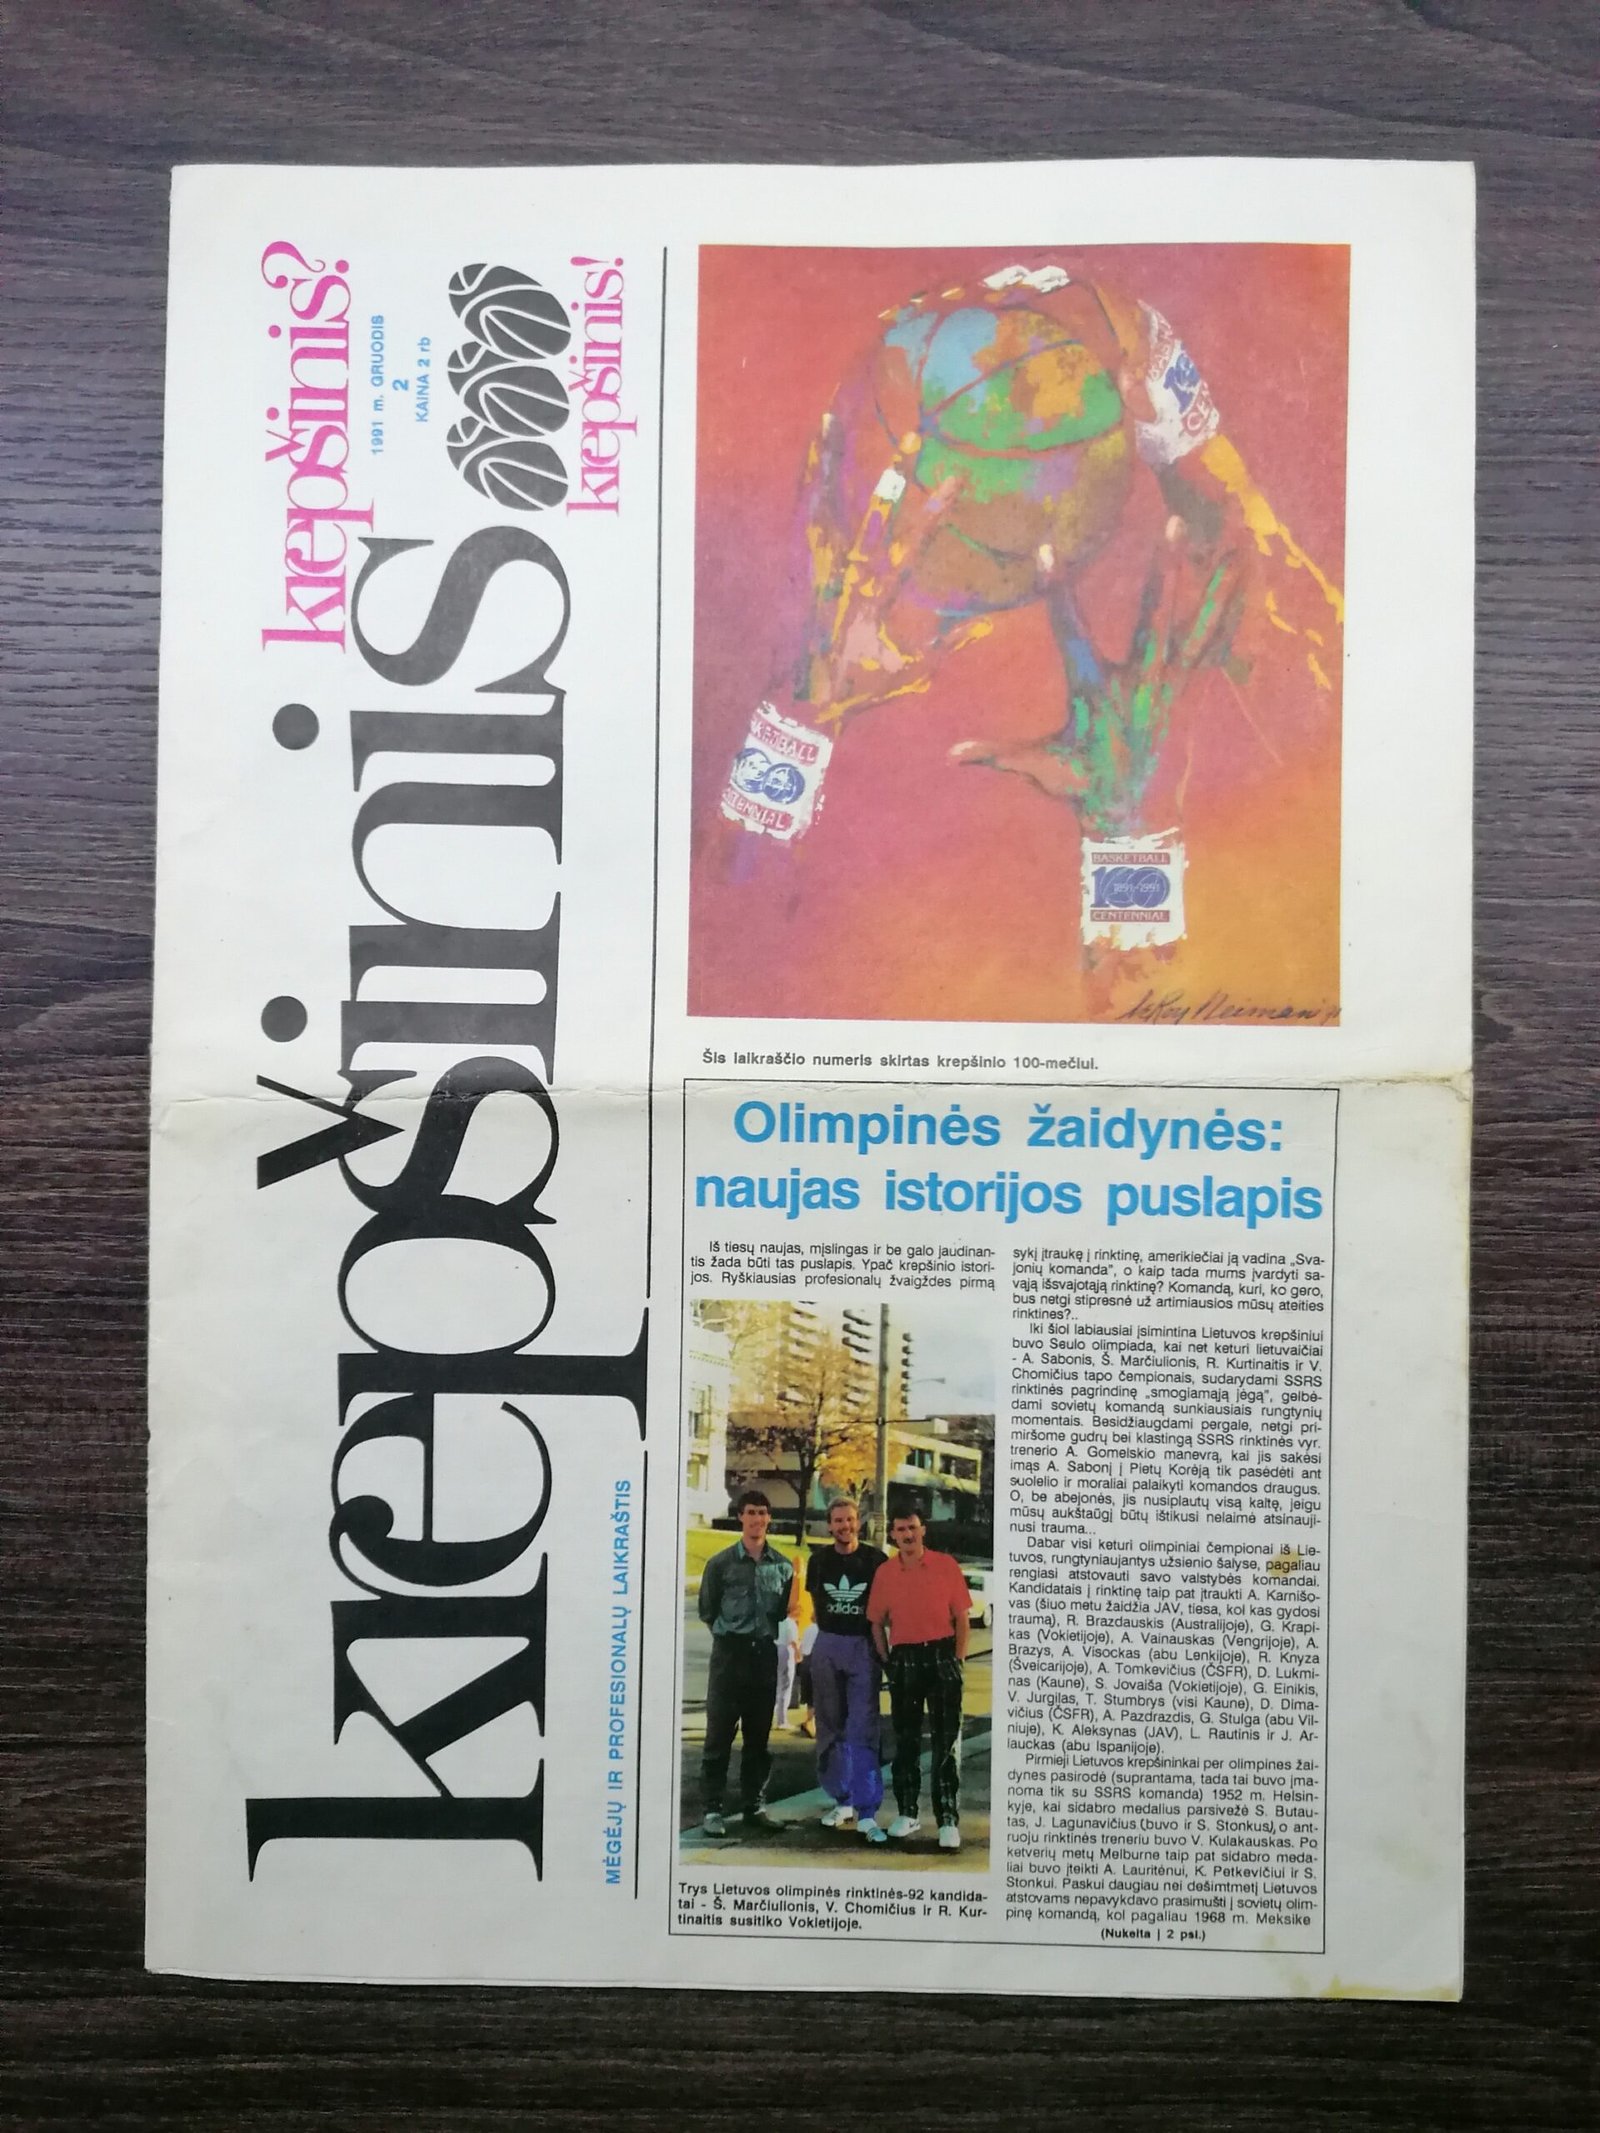 krepšinis?
1991 m. GRUODIS
2
KAINA 2 rb
krepšinis
krepšinis!
MĖGĖJŲ IR PROFESIONALŲ LAIKRAŠTIS
BASKETBALL
100
1891-1991
CENTENNIAL
LeRoy Neiman
Šis laikraščio numeris skirtas krepšinio 100-mečiui.
Olimpinės žaidynės:
naujas istorijos puslapis
Iš tiesų naujas, mįslingas ir be galo jaudinan-
tis žada būti tas puslapis. Ypač krepšinio istori-
jos. Ryškiausias profesionalų žvaigždes pirmą
adidas
Trys Lietuvos olimpinės rinktinės-92 kandida-
tai - Š. Marčiulionis, V. Chomičius ir R. Kur-
tinaitis susitiko Vokietijoje.
sykį įtraukę į rinktinę, amerikiečiai ją vadina „Sva-
jonių komanda“, o kaip tada mums įvardyti sa-
vąją išsvajotąją rinktinę? Komandą, kuri, ko gero,
bus netgi stipresnė už artimiausios mūsų ateities
rinktines?..
Iki šiol labiausiai įsimintina Lietuvos krepšiniui
buvo Seulo olimpiada, kai net keturi lietuvaičiai
- A. Sabonis, Š. Marčiulionis, R. Kurtinaitis ir V.
Chomičius tapo čempionais, sudarydami SSRS
rinktinės pagrindinę „smogiamąją jėgą“, gelbė-
dami sovietų komandą sunkiausiais rungtynių
momentais. Besidžiaugdami pergale, netgi pri-
miršome gudrų bei klastingą SSRS rinktinės vyr.
trenerio A. Gomelskio manevrą, kai jis sakėsi
imąs A. Sabonį į Pietų Korėją tik pasėdėti ant
suolelio ir moraliai palaikyti komandos draugus.
O, be abejonės, jis nusiplautų visą kaltę, jeigu
mūsų aukštaūgį būtų ištikusi nelaimė atsinauji-
nusi trauma...
Dabar visi keturi olimpiniai čempionai iš Lie-
tuvos, rungtyniaujantys užsienio šalyse, pagaliau
rengiasi atstovauti savo valstybės komandai.
Kandidatais į rinktinę taip pat įtraukti A. Karnišo-
vas (šiuo metu žaidžia JAV, tiesa, kol kas gydosi
traumą), R. Brazdauskis (Australijoje), G. Krapi-
kas (Vokietijoje), A. Vainauskas (Vengrijoje), A.
Brazys, A. Visockas (abu Lenkijoje), R. Knyza
(Šveicarijoje), A. Tomkevičius (ČSFR), D. Lukmi-
nas (Kaune), S. Jovaiša (Vokietijoje), G. Einikis,
V. Jurgilas, T. Stumbrys (visi Kaune), D. Dima-
vičius (ČSFR), A. Pazdrazdis, G. Stulga (abu Vil-
niuje), K. Aleksynas (JAV), L. Rautinis ir J. Ar-
lauckas (abu Ispanijoje).
Pirmieji Lietuvos krepšininkai per olimpines žai-
dynes pasirodė (suprantama, tada tai buvo įma-
noma tik su SSRS komanda) 1952 m. Helsin-
kyje, kai sidabro medalius parsivežė S. Butau-
tas, J. Lagunavičius (buvo ir S. Stonkus), o ant-
ruoju rinktinės treneriu buvo V. Kulakauskas. Po
ketverių metų Melburne taip pat sidabro meda-
liai buvo įteikti A. Lauritėnui, K. Petkevičiui ir S.
Stonkui. Paskui daugiau nei dešimtmetį Lietuvos
atstovams nepavykdavo prasimušti į sovietų olim-
pinę komandą, kol pagaliau 1968 m. Meksike
(Nukelta į 2 psl.)